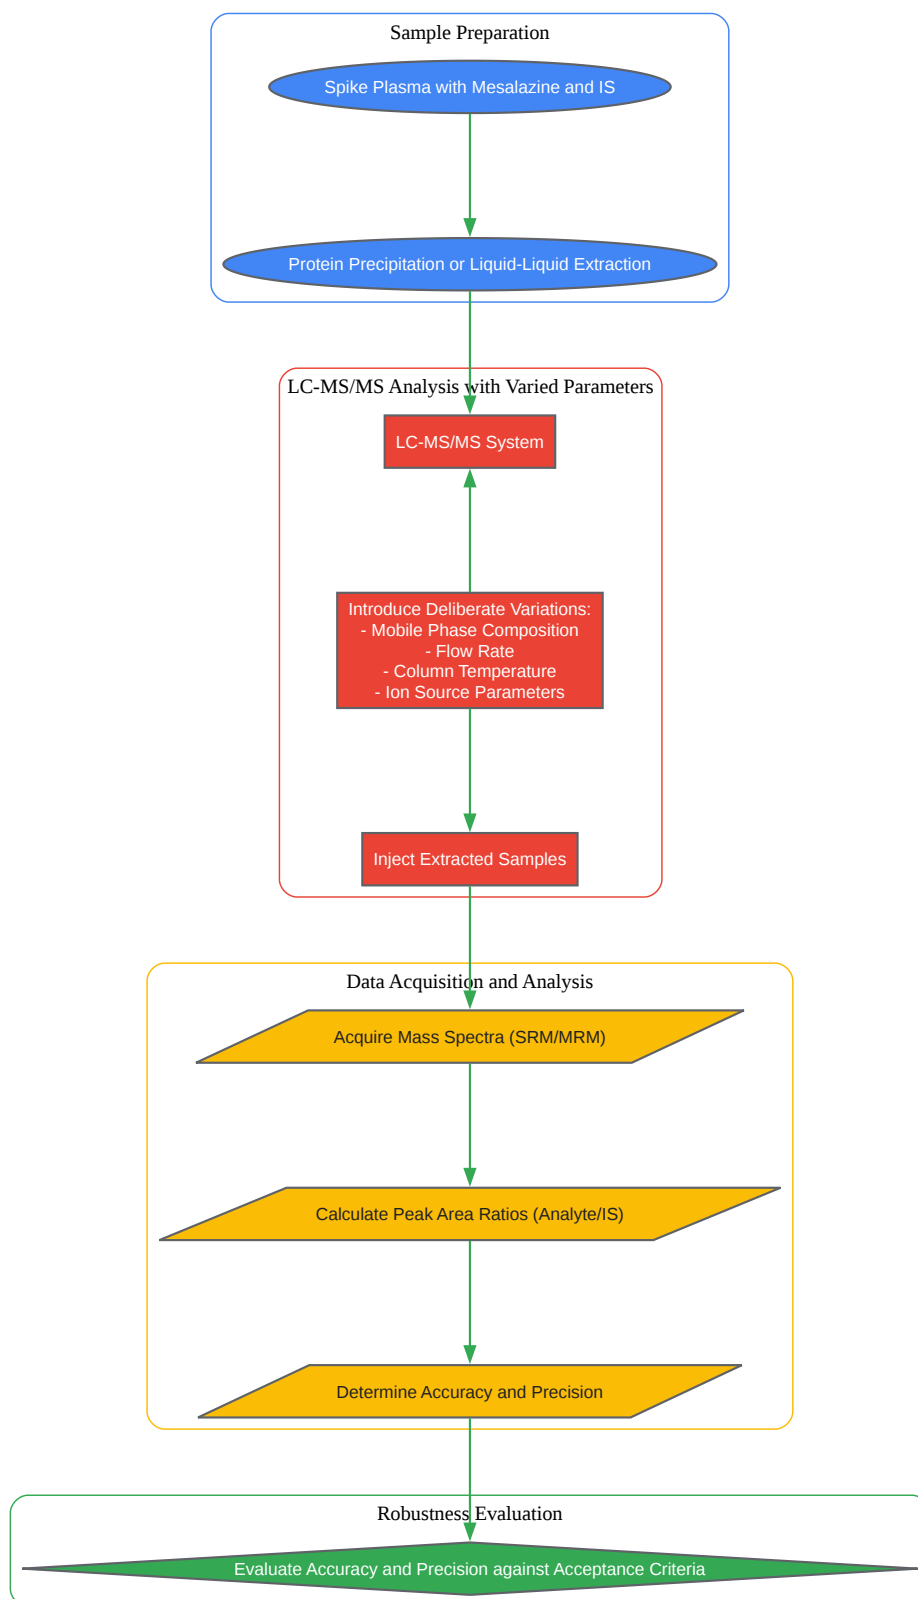 Sample Preparation
Spike Plasma with Mesalazine and IS
Protein Precipitation or Liquid-Liquid Extraction
LC-MS/MS Analysis with Varied Parameters
LC-MS/MS System
Introduce Deliberate Variations:
- Mobile Phase Composition
- Flow Rate
- Column Temperature
- Ion Source Parameters
Inject Extracted Samples
Data Acquisition and Analysis
Acquire Mass Spectra (SRM/MRM)
Calculate Peak Area Ratios (Analyte/IS)
Determine Accuracy and Precision
Robustness Evaluation
Evaluate Accuracy and Precision against Acceptance Criteria